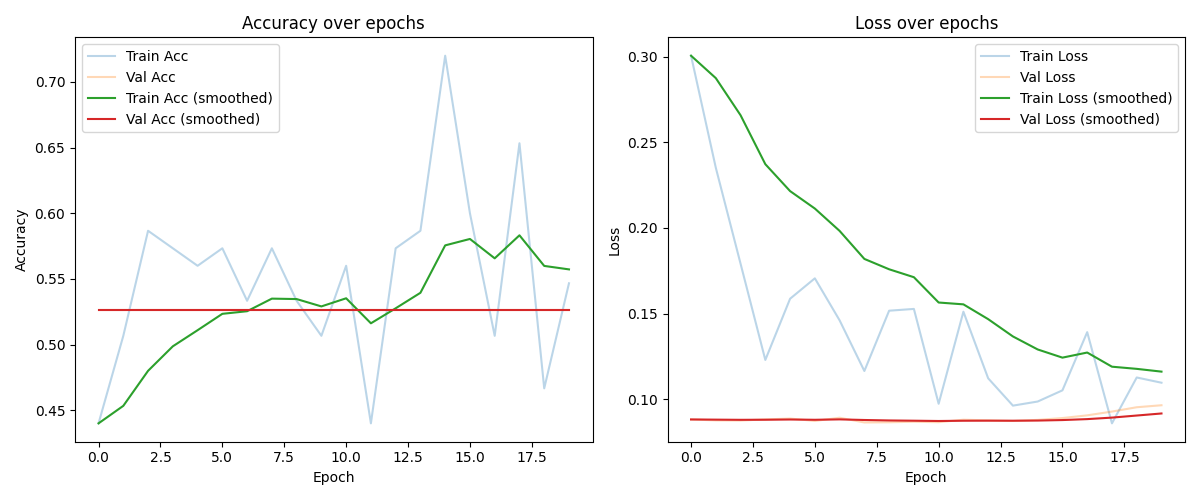 Accuracy over epochs
Train Acc
Val Acc
Train Acc (smoothed)
Val Acc (smoothed)
Accuracy
0.70
0.65
0.60
0.55
0.50
0.45
0.0 2.5 5.0 7.5 10.0 12.5 15.0 17.5
Epoch
Loss over epochs
Train Loss
Val Loss
Train Loss (smoothed)
Val Loss (smoothed)
Loss
0.30
0.25
0.20
0.15
0.10
0.0 2.5 5.0 7.5 10.0 12.5 15.0 17.5
Epoch